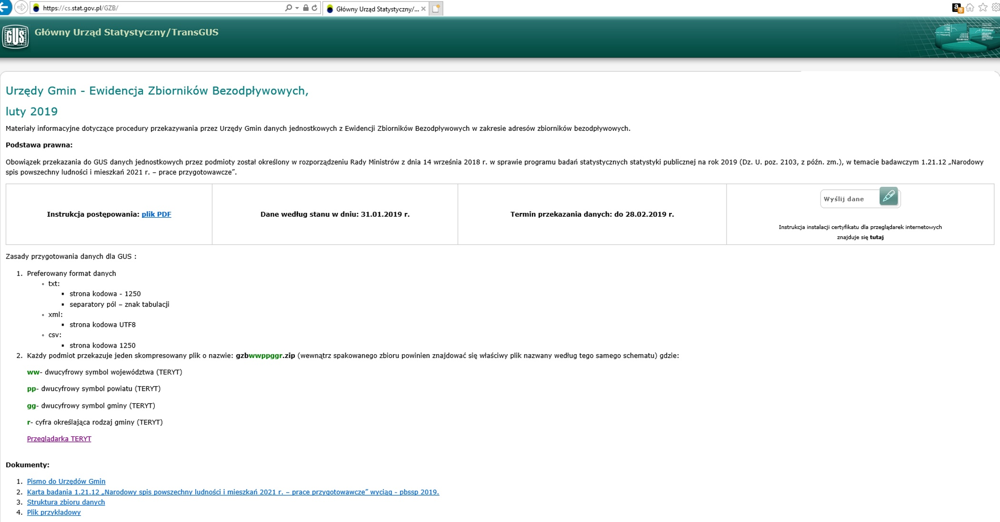 https://cs.stat.gov.pl/GZB/
Główny Urząd Statystyczny/...
GUS
Główny Urząd Statystyczny/TransGUS
Urzędy Gmin - Ewidencja Zbiorników Bezodpływowych,
luty 2019
Materiały informacyjne dotyczące procedury przekazywania przez Urzędy Gmin danych jednostkowych z Ewidencji Zbiorników Bezodpływowych w zakresie adresów zbiorników bezodpływowych.
Podstawa prawna:
Obowiązek przekazania do GUS danych jednostkowych przez podmioty został określony w rozporządzeniu Rady Ministrów z dnia 14 września 2018 r. w sprawie programu badań statystycznych statystyki publicznej na rok 2019 (Dz. U. poz. 2103, z późn. zm.), w temacie badawczym 1.21.12 „Narodowy
spis powszechny ludności i mieszkań 2021 r. – prace przygotowawcze”.
Instrukcja postępowania: plik PDF
Dane według stanu w dniu: 31.01.2019 r.
Termin przekazania danych: do 28.02.2019 r.
Wyślij dane
Instrukcja instalacji certyfikatu dla przeglądarek internetowych
znajduje się tutaj
Zasady przygotowania danych dla GUS :
1. Preferowany format danych
◦ txt:
▪ strona kodowa - 1250
▪ separatory pól – znak tabulacji
◦ xml:
▪ strona kodowa UTF8
◦ csv:
▪ strona kodowa 1250
2. Każdy podmiot przekazuje jeden skompresowany plik o nazwie: gzbwwppggr.zip (wewnątrz spakowanego zbioru powinien znajdować się właściwy plik nazwany według tego samego schematu) gdzie:
ww- dwucyfrowy symbol województwa (TERYT)
pp- dwucyfrowy symbol powiatu (TERYT)
gg- dwucyfrowy symbol gminy (TERYT)
r- cyfra określająca rodzaj gminy (TERYT)
Przeglądarka TERYT
Dokumenty:
1. Pismo do Urzędów Gmin
2. Karta badania 1.21.12 „Narodowy spis powszechny ludności i mieszkań 2021 r. – prace przygotowawcze” wyciąg - pbssp 2019.
3. Struktura zbioru danych
4. Plik przykładowy